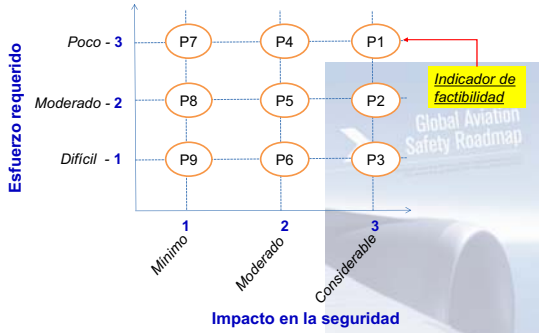 Esfuerzo requerido
Poco - 3
P7
P4
P1
Indicador de
factibilidad
Moderado - 2
P8
P5
P2
Global Aviation
Safety Roadmap
Difícil - 1
P9
P6
P3
1
2
3
Mínimo
Moderado
Considerable
Impacto en la seguridad